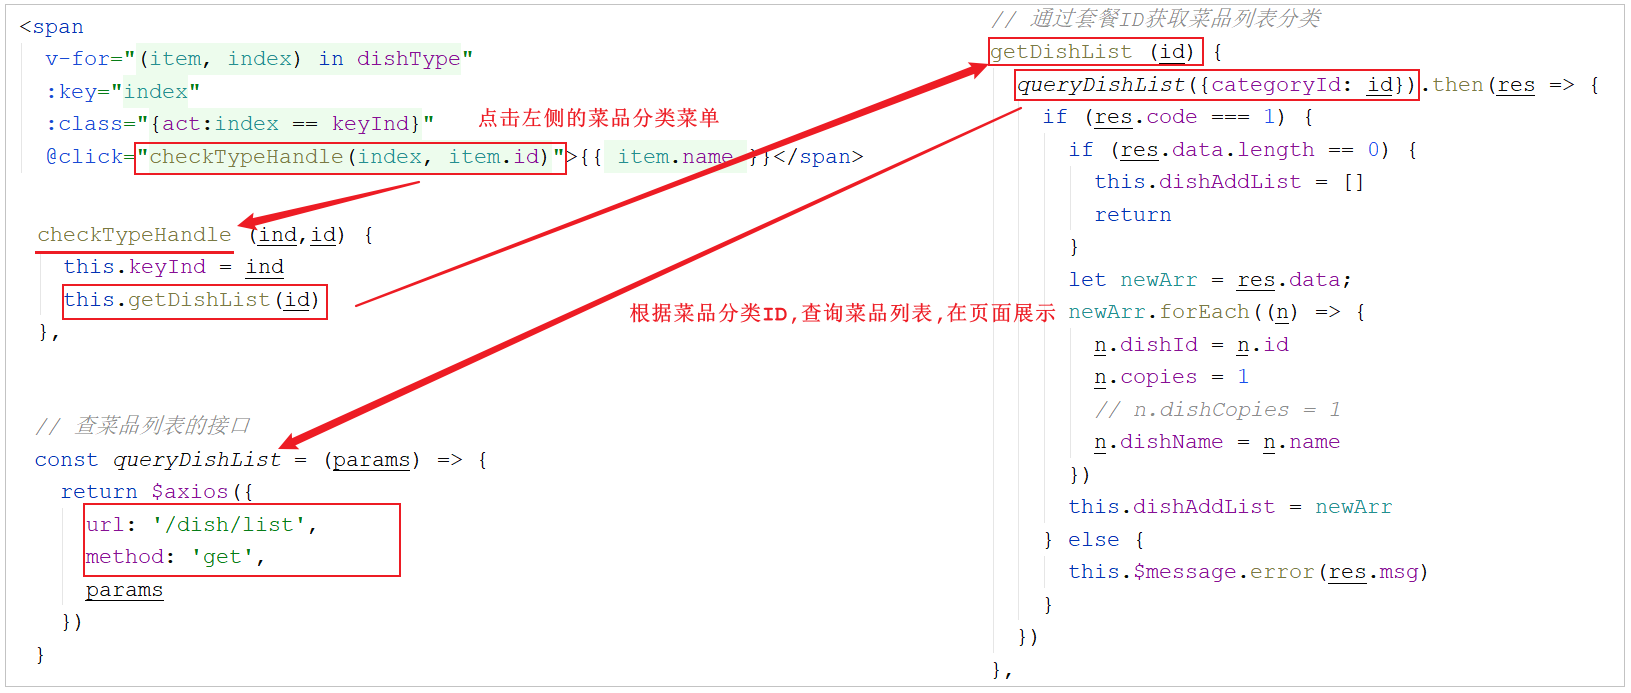 <span
v-for="(item, index) in dishType"
:key="index"
:class="{act:index == keyInd}"
@click="checkTypeHandle(index, item.id)">{{ item.name }}</span>
点击左侧的菜品分类菜单
checkTypeHandle (ind,id) {
this.keyInd = ind
this.getDishList(id)
},
// 查菜品列表的接口
const queryDishList = (params) => {
return $axios({
url: '/dish/list',
method: 'get',
params
})
}
根据菜品分类ID,查询菜品列表,在页面展示
// 通过套餐ID获取菜品列表分类
getDishList (id) {
queryDishList({categoryId: id}).then(res => {
if (res.code === 1) {
if (res.data.length == 0) {
this.dishAddList = []
return
}
let newArr = res.data;
newArr.forEach((n) => {
n.dishId = n.id
n.copies = 1
// n.dishCopies = 1
n.dishName = n.name
})
this.dishAddList = newArr
} else {
this.$message.error(res.msg)
}
})
},